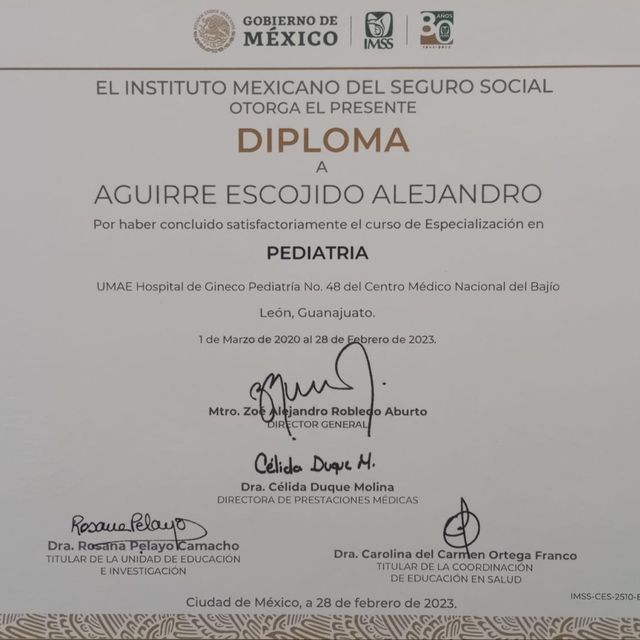 GOBIERNO DE
MÉXICO
IMSS
80 AÑOS
EL INSTITUTO MEXICANO DEL SEGURO SOCIAL
OTORGA EL PRESENTE
DIPLOMA
A
AGUIRRE ESCOJIDO ALEJANDRO
Por haber concluido satisfactoriamente el curso de Especialización en
PEDIATRIA
UMAE Hospital de Gineco Pediatría No. 48 del Centro Médico Nacional del Bajío
León, Guanajuato.
1 de Marzo de 2020 al 28 de Febrero de 2023.
Mtro. Zoé Alejandro Robledo Aburto
DIRECTOR GENERAL
Célida Duque M.
Dra. Célida Duque Molina
DIRECTORA DE PRESTACIONES MÉDICAS
Rosana Pelayo
Dra. Rosana Pelayo Camacho
TITULAR DE LA UNIDAD DE EDUCACIÓN
E INVESTIGACIÓN
Dra. Carolina del Carmen Ortega Franco
TITULAR DE LA COORDINACIÓN
DE EDUCACIÓN EN SALUD
IMSS-CES-2510-E
Ciudad de México, a 28 de febrero de 2023.